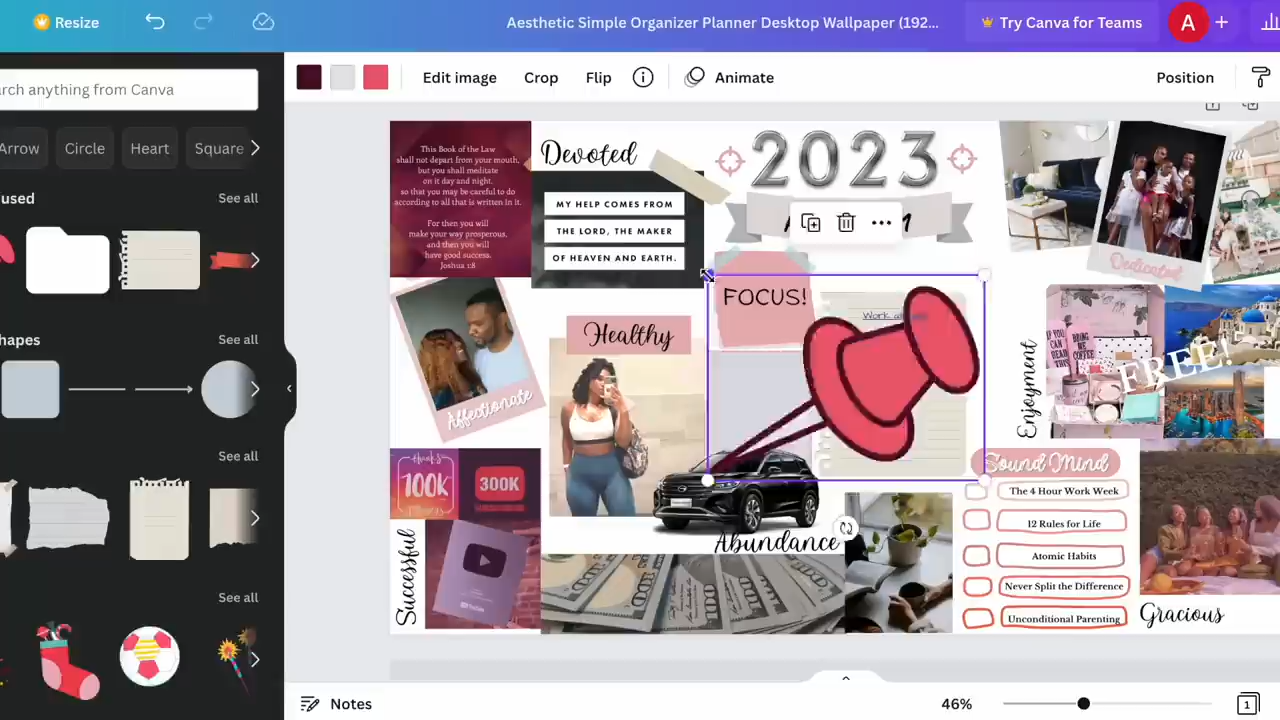 Resize
Aesthetic Simple Organizer Planner Desktop Wallpaper (192...
Try Canva for Teams
A
rch anything from Canva
Edit image
Crop
Flip
Animate
Position
Arrow
Circle
Heart
Square
used
See all
hapes
See all
See all
See all
This Book of the Law
shall not depart from your mouth,
but you shall meditate
on it day and night,
so that you may be careful to do
according to all that is written in it.
For then you will
make your way prosperous,
and then you will
have good success.
Joshua 1:8
Devoted
MY HELP COMES FROM
THE LORD, THE MAKER
OF HEAVEN AND EARTH.
2023
Dedicated
FOCUS!
Healthy
Affectionate
Enjoyment
FREE!
thanks
100k
300K
Successful
Abundance
Sound Mind
The 4 Hour Work Week
12 Rules for Life
Atomic Habits
Never Split the Difference
Unconditional Parenting
Gracious
Notes
46%
1